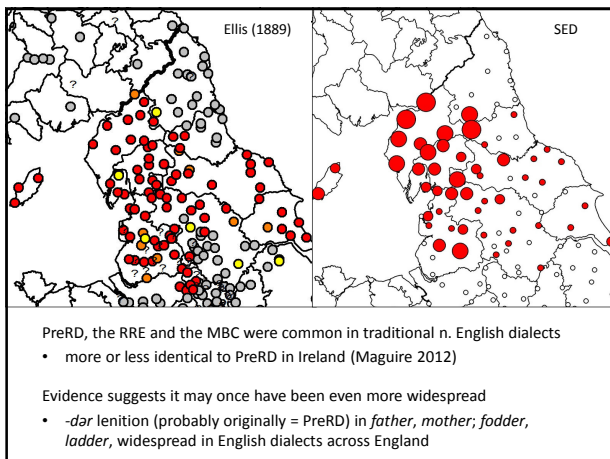 Ellis (1889)
SED
?
?
?
?
PreRD, the RRE and the MBC were common in traditional n. English dialects
• more or less identical to PreRD in Ireland (Maguire 2012)
Evidence suggests it may once have been even more widespread
• -dər lenition (probably originally = PreRD) in father, mother; fodder,
ladder, widespread in English dialects across England